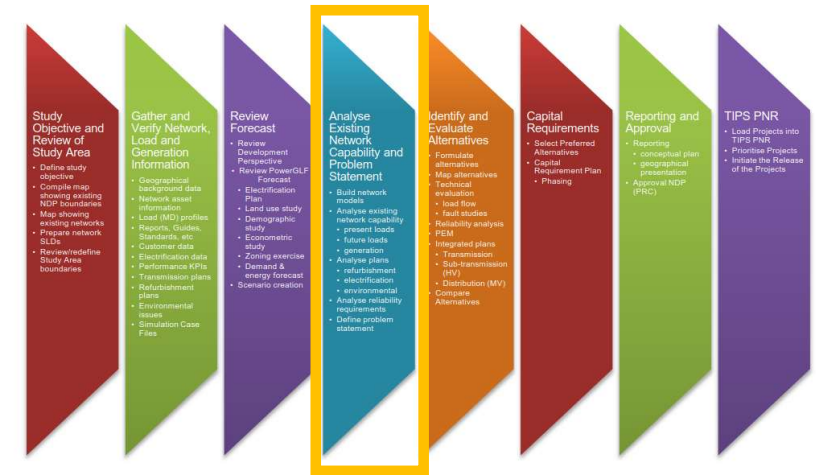 Study
Objective and
Review of
Study Area
• Define study
objective
• Compile map
showing existing
NDP boundaries
• Map showing
existing networks
• Prepare network
SLDs
• Review/redefine
Study Area
boundaries
Gather and
Verify Network,
Load and
Generation
Information
• Geographical
background data
• Network asset
information
• Load (MD) profiles
• Reports, Guides,
Standards, etc
• Customer data
• Electrification data
• Performance KPIs
• Transmission plans
• Refurbishment
plans
• Environmental
issues
• Simulation Case
Files
Review
Forecast
• Review
Development
Perspective
• Review PowerGLF
Forecast
• Electrification
Plan
• Land use study
• Demographic
study
• Econometric
study
• Zoning exercise
• Demand &
energy forecast
• Scenario creation
Analyse
Existing
Network
Capability and
Problem
Statement
• Build network
models
• Analyse existing
network capability
• present loads
• future loads
• generation
• Analyse plans
• refurbishment
• electrification
• environmental
• Analyse reliability
requirements
• Define problem
statement
Identify and
Evaluate
Alternatives
• Formulate
alternatives
• Map alternatives
• Technical
evaluation
• load flow
• fault studies
• Reliability analysis
• PEM
• Integrated plans
• Transmission
• Sub-transmission
(HV)
• Distribution (MV)
• Compare
Alternatives
Capital
Requirements
• Select Preferred
Alternatives
• Capital
Requirement Plan
• Phasing
Reporting and
Approval
• Reporting
• conceptual plan
• geographical
presentation
• Approval NDP
(PRC)
TIPS PNR
• Load Projects into
TIPS PNR
• Prioritise Projects
• Initiate the Release
of the Projects